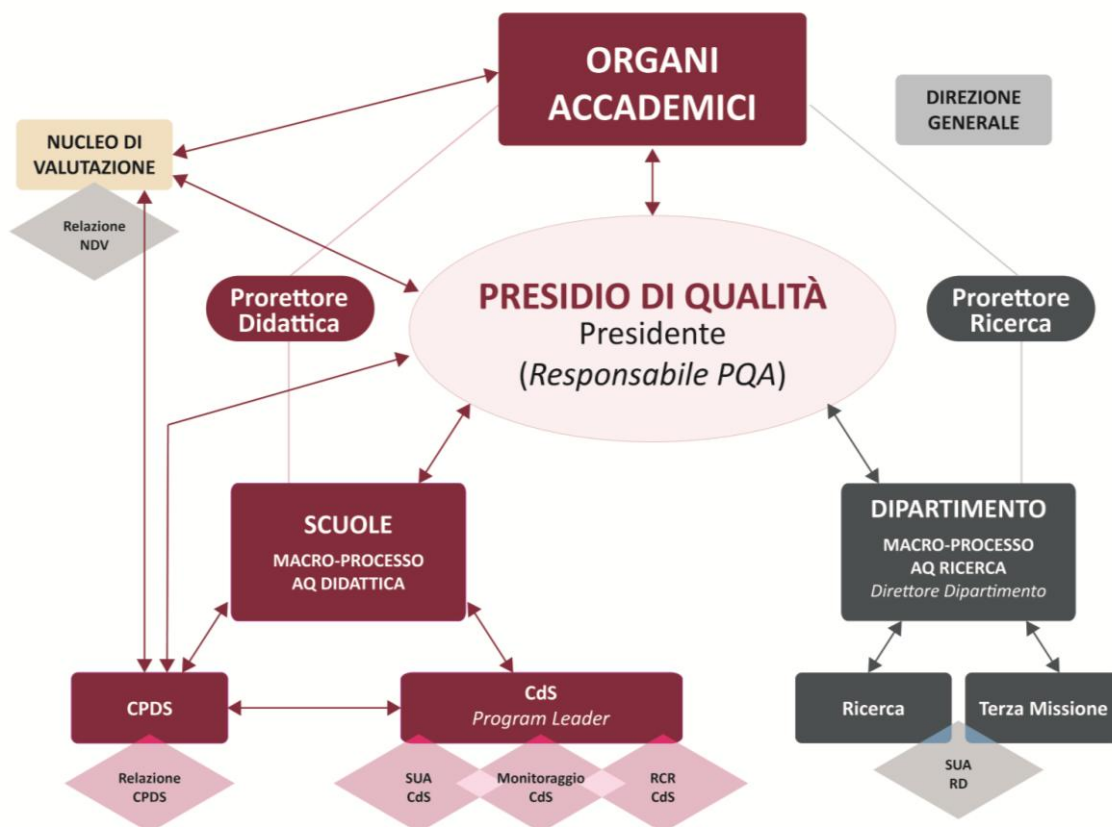 ORGANI
ACCADEMICI
DIREZIONE
GENERALE
NUCLEO DI
VALUTAZIONE
Relazione
NDV
Prorettore
Didattica
PRESIDIO DI QUALITÀ
Presidente
(Responsabile PQA)
Prorettore
Ricerca
SCUOLE
MACRO-PROCESSO
AQ DIDATTICA
DIPARTIMENTO
MACRO-PROCESSO
AQ RICERCA
Direttore Dipartimento
CPDS
CdS
Program Leader
Ricerca
Terza Missione
Relazione
CPDS
SUA
CdS
Monitoraggio
CdS
RCR
CdS
SUA
RD